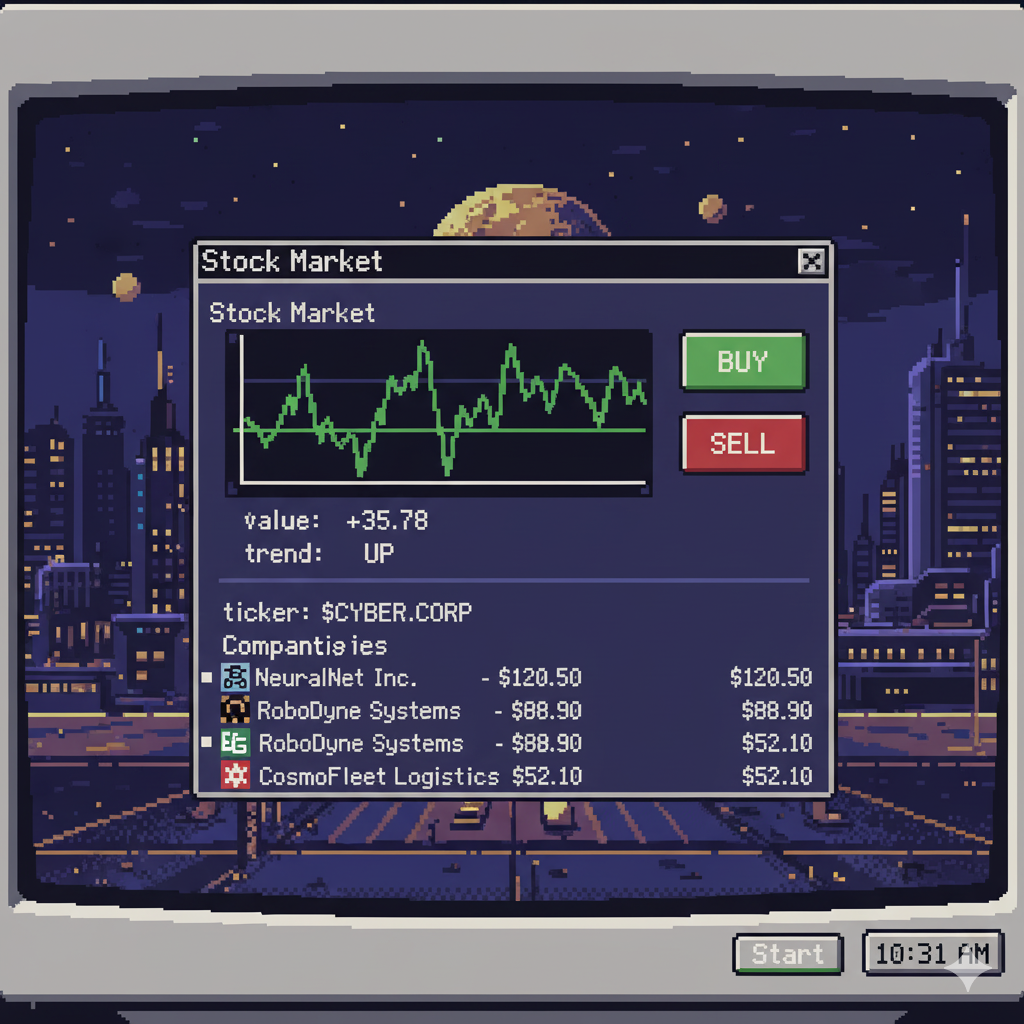 Stock Market
Stock Market
BUY
SELL
value: +35.78
trend: UP
ticker: $CYBER.CORP
Compantisies
NeuralNet Inc. - $120.50 $120.50
RoboDyne Systems - $88.90 $88.90
EG RoboDyne Systems - $88.90 $52.10
CosmoFleet Logistics $52.10 $52.10
Start 10:31 AM